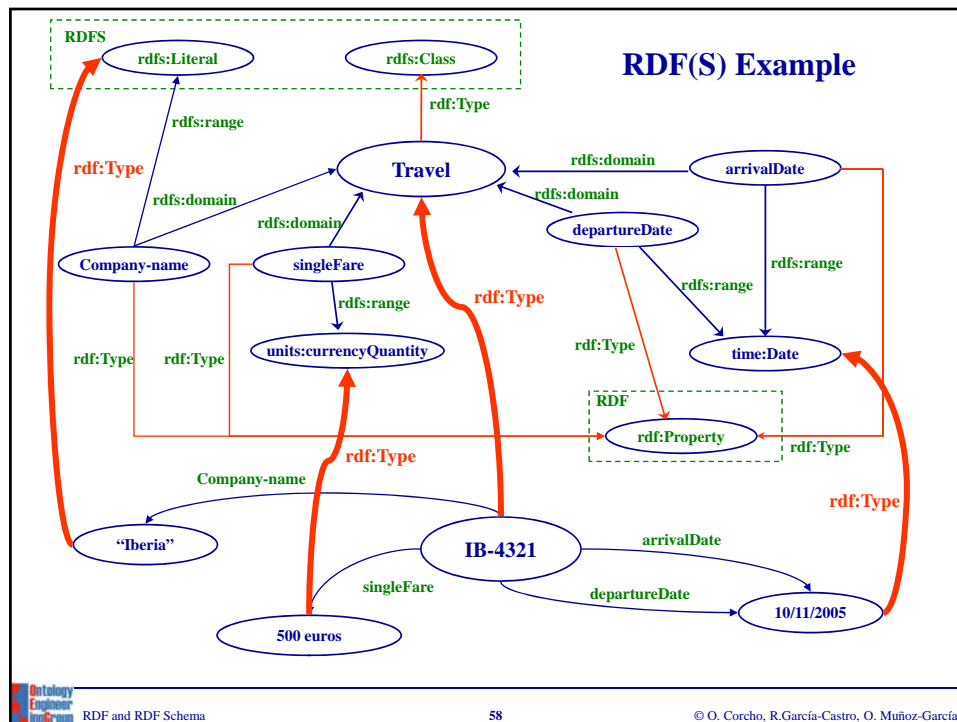 RDFS
rdfs:Literal
rdfs:Class
RDF(S) Example
rdf:Type
rdfs:range
rdf:Type
Travel
rdfs:domain
arrivalDate
rdfs:domain
rdfs:domain
rdfs:domain
departureDate
Company-name
singleFare
rdf:Type
rdfs:range
rdfs:range
rdfs:range
rdf:Type
rdf:Type
units:currencyQuantity
rdf:Type
time:Date
RDF
rdf:Property
rdf:Type
rdf:Type
Company-name
rdf:Type
“Iberia”
IB-4321
arrivalDate
singleFare
departureDate
10/11/2005
500 euros
Ontology
Engineer
ingGroup
RDF and RDF Schema
58
© O. Corcho, R.García-Castro, O. Muñoz-García